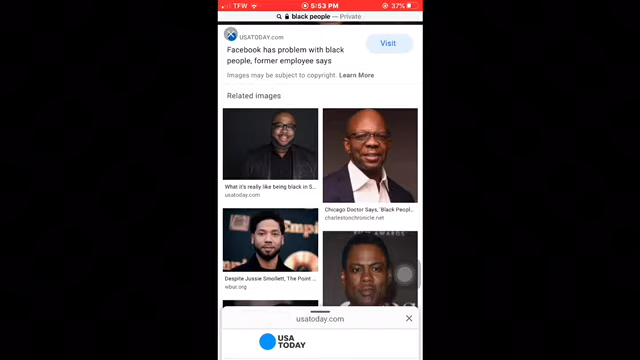 TFW
5:53 PM
37%
black people — Private
USATODAY.com
Facebook has problem with black
people, former employee says
Visit
Images may be subject to copyright. Learn More
Related images
What it's really like being black in S...
usatoday.com
Chicago Doctor Says, 'Black Peopl...
charlestonchronicle.net
Empi
Despite Jussie Smollett, The Point ...
wbur.org
usatoday.com
USA
TODAY